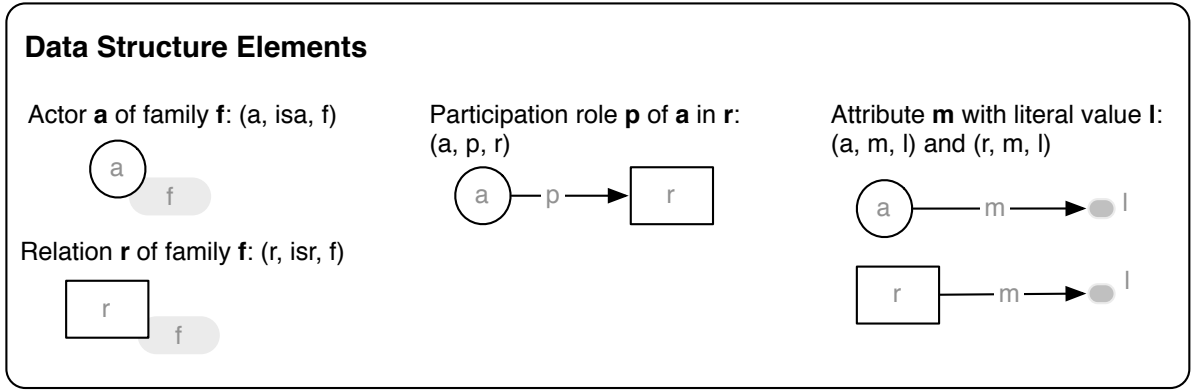 Data Structure Elements
Actor a of family f: (a, isa, f)
a
f
Relation r of family f: (r, isr, f)
r
f
Participation role p of a in r:
(a, p, r)
a p r
Attribute m with literal value l:
(a, m, l) and (r, m, l)
a m l
r m l